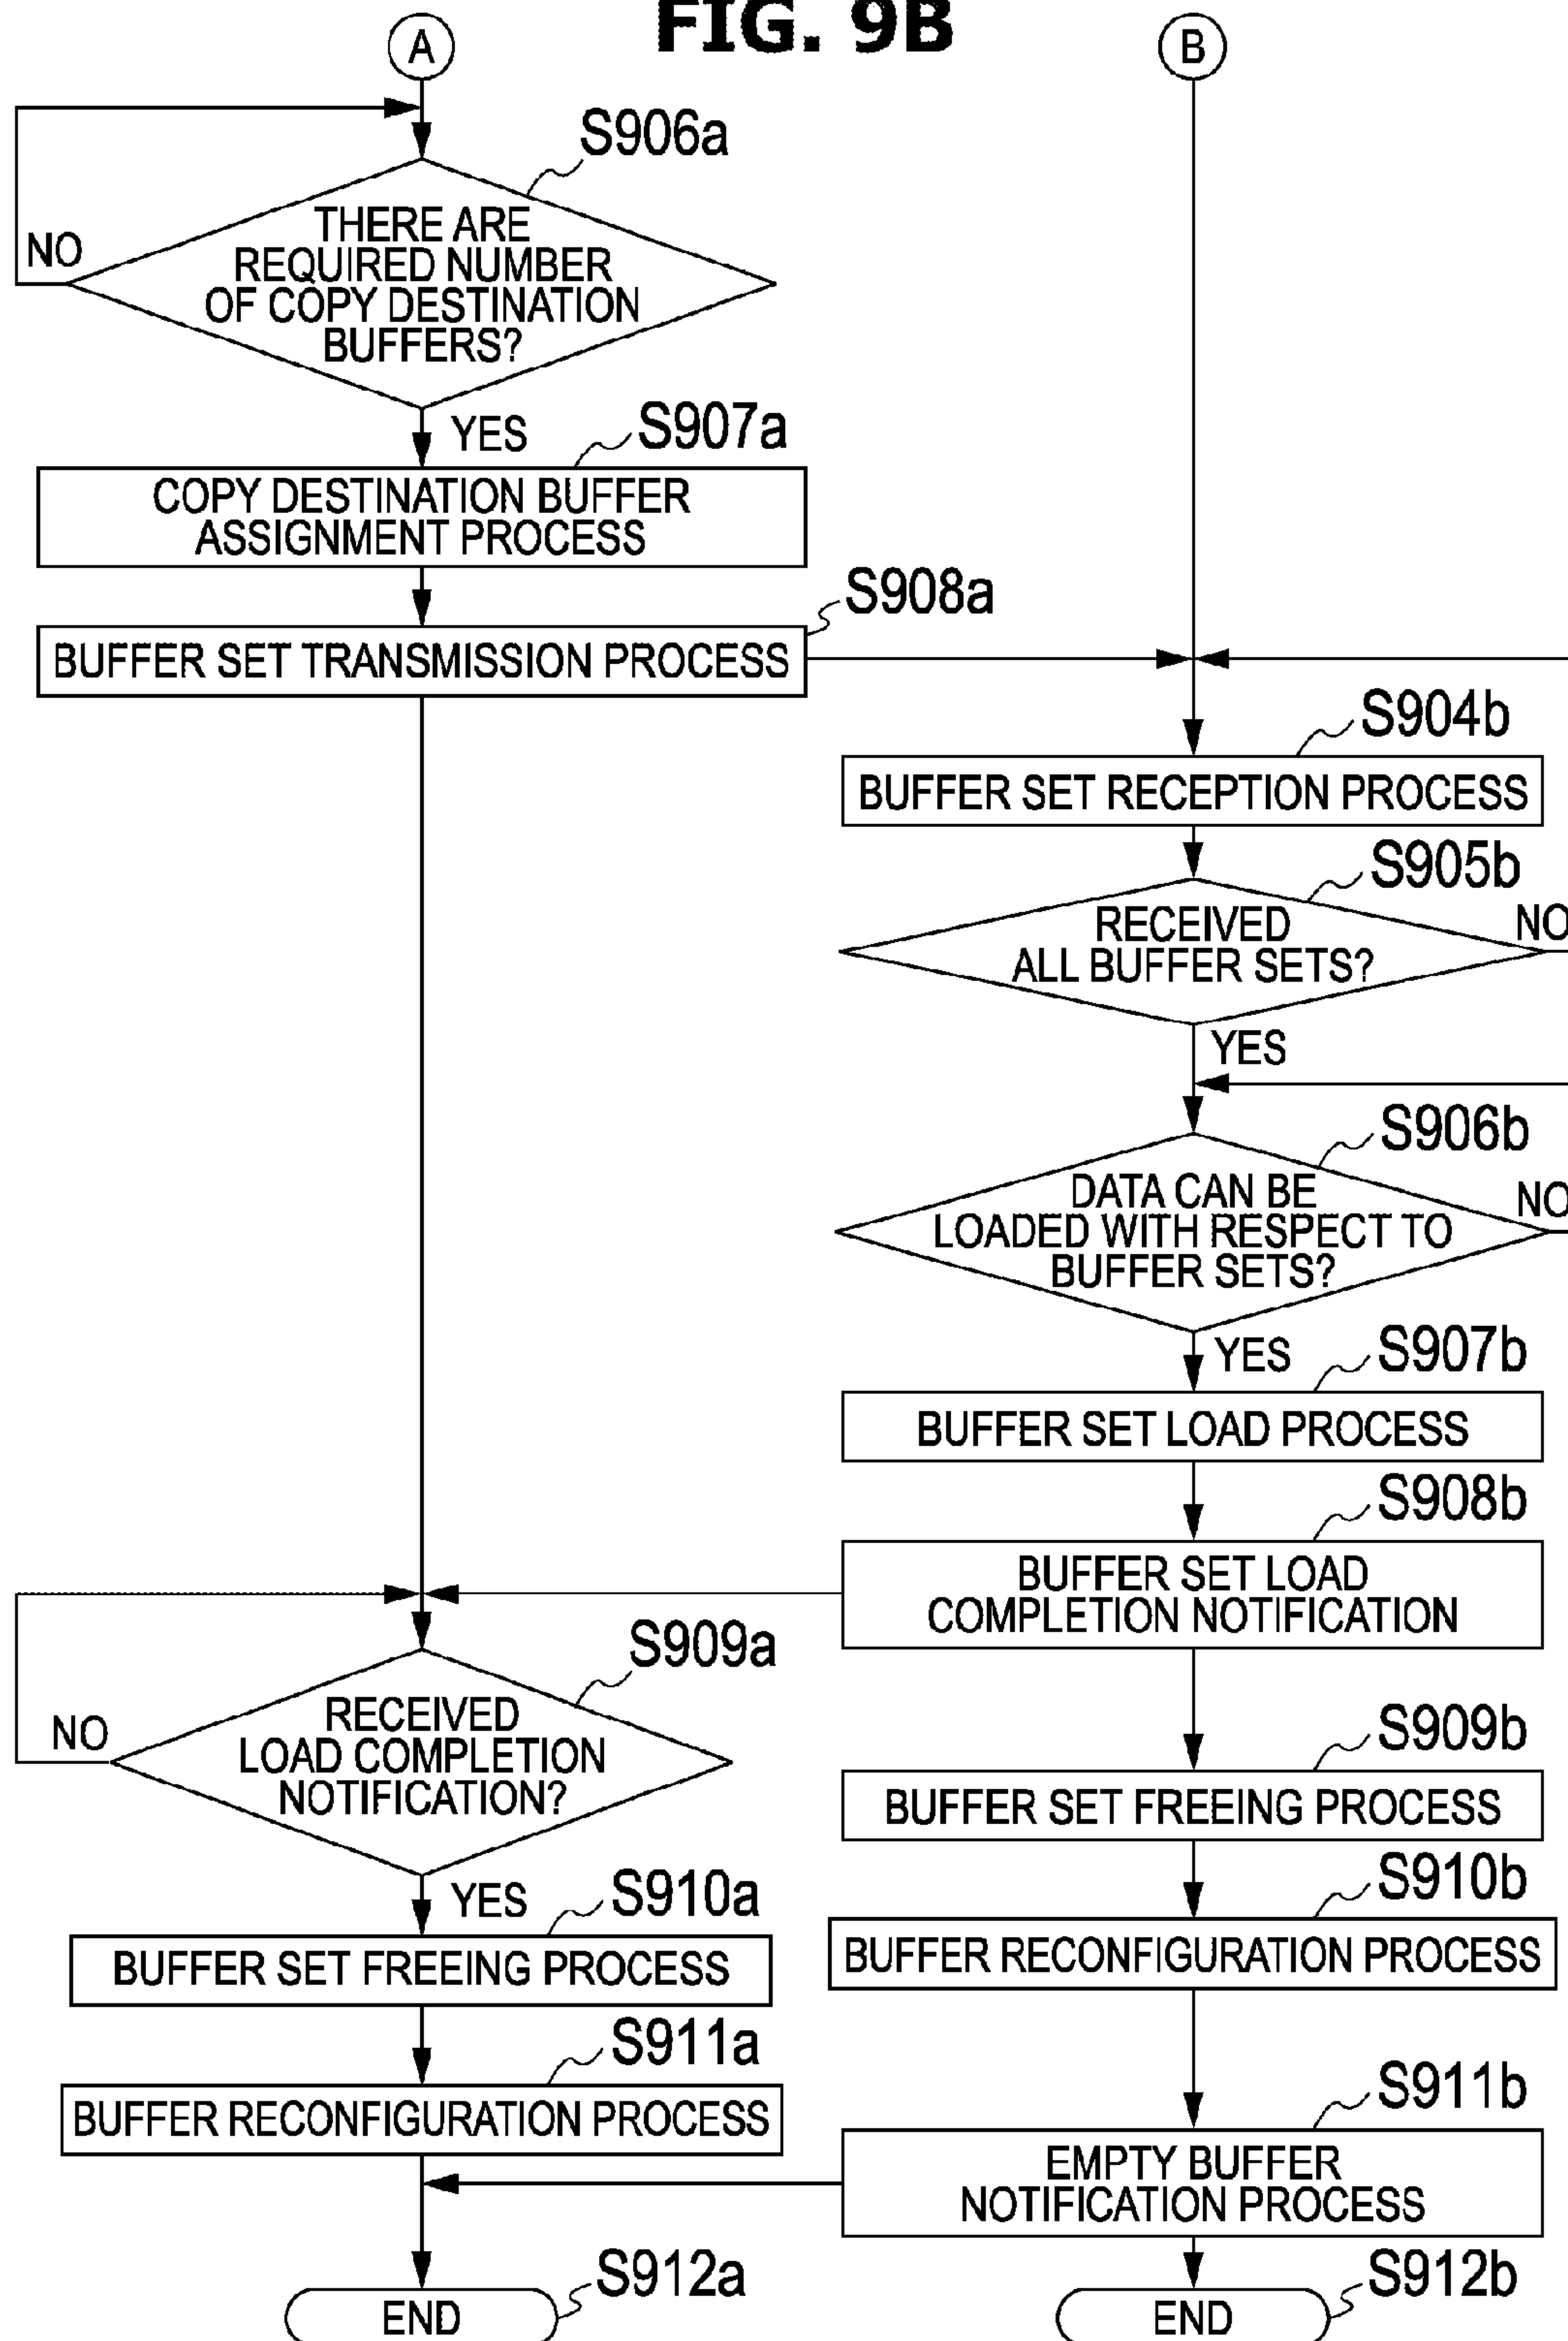 FIG. 9B
A
B
S906a
THERE ARE
REQUIRED NUMBER
OF COPY DESTINATION
BUFFERS?
NO
YES
S907a
COPY DESTINATION BUFFER
ASSIGNMENT PROCESS
S908a
BUFFER SET TRANSMISSION PROCESS
S904b
BUFFER SET RECEPTION PROCESS
S905b
RECEIVED
ALL BUFFER SETS?
NO
YES
S906b
DATA CAN BE
LOADED WITH RESPECT TO
BUFFER SETS?
NO
YES
S907b
BUFFER SET LOAD PROCESS
S908b
BUFFER SET LOAD
COMPLETION NOTIFICATION
S909a
RECEIVED
LOAD COMPLETION
NOTIFICATION?
NO
YES
S909b
BUFFER SET FREEING PROCESS
S910a
BUFFER SET FREEING PROCESS
S910b
BUFFER RECONFIGURATION PROCESS
S911a
BUFFER RECONFIGURATION PROCESS
S911b
EMPTY BUFFER
NOTIFICATION PROCESS
S912a
END
S912b
END